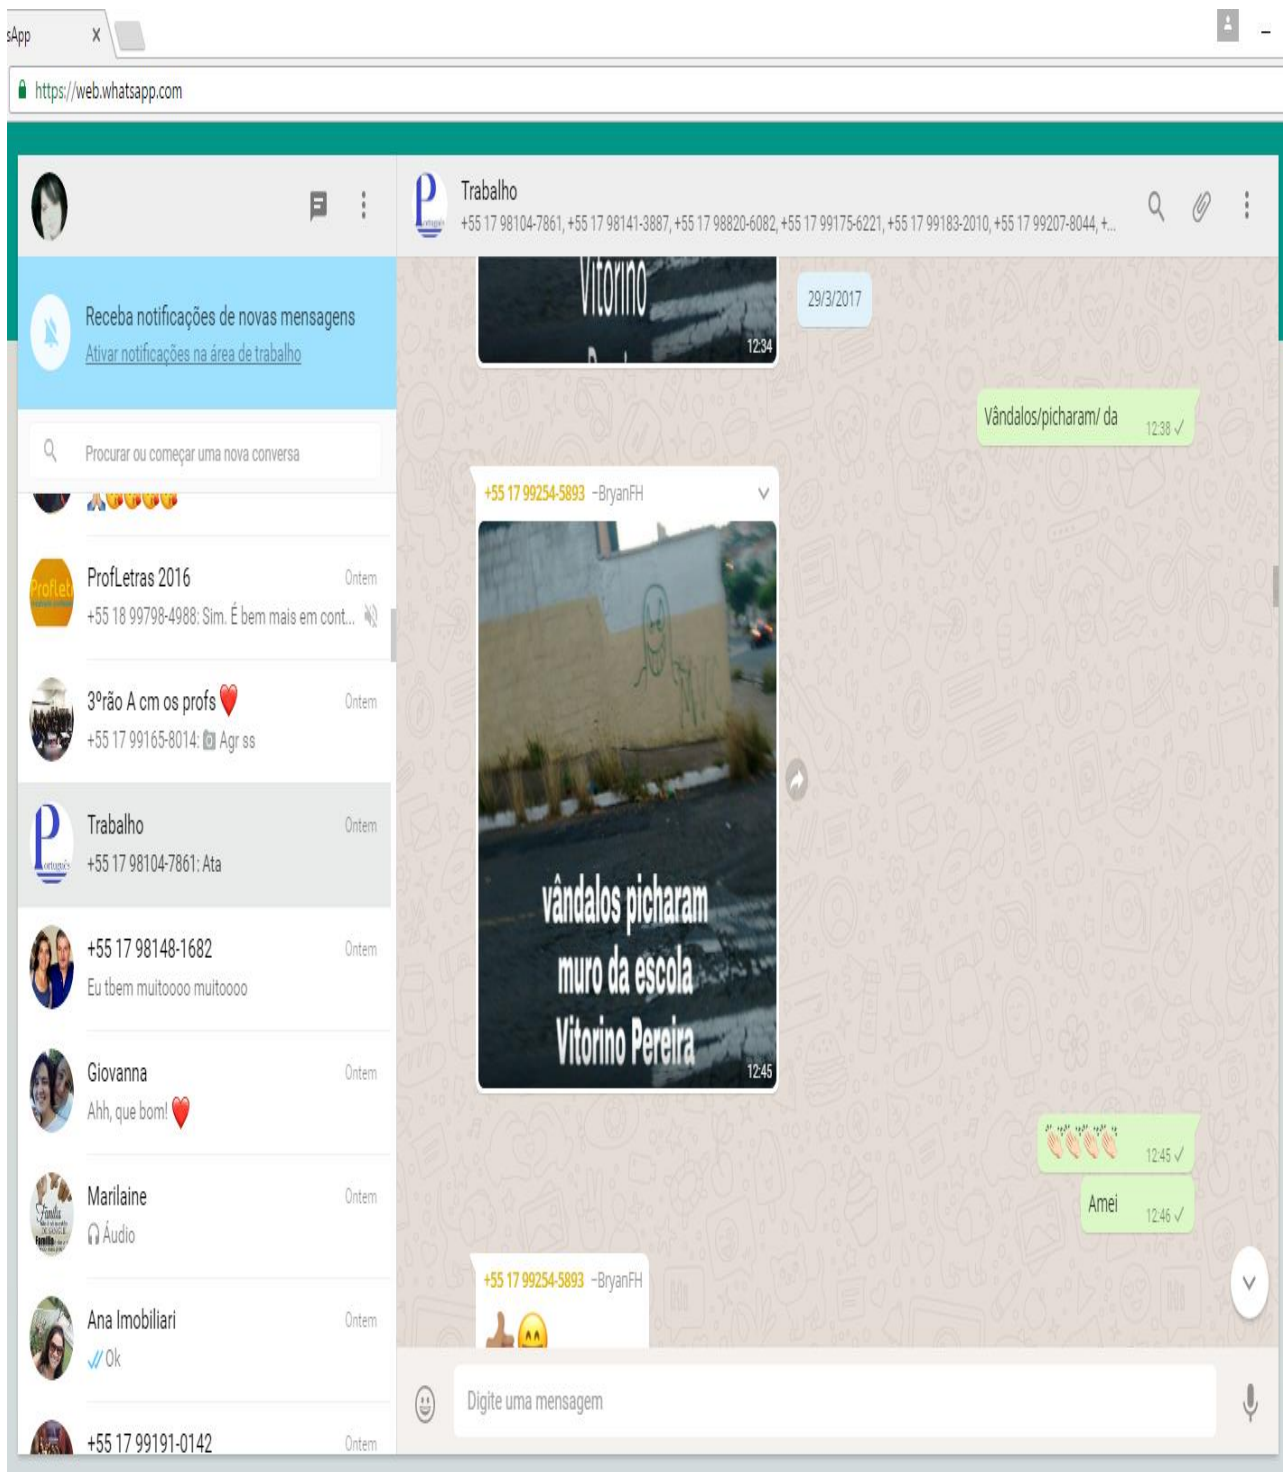 sApp
https://web.whatsapp.com
Trabalho
+55 17 98104-7861, +55 17 98141-3887, +55 17 98820-6082, +55 17 99175-6221, +55 17 99183-2010, +55 17 99207-8044, +...
Receba notificações de novas mensagens
Ativar notificações na área de trabalho
Procurar ou começar uma nova conversa
ProfLetras 2016
Ontem
+55 18 99798-4988: Sim. É bem mais em cont...
3ºrão A cm os profs
Ontem
+55 17 99165-8014: Agr ss
Trabalho
Ontem
+55 17 98104-7861: Ata
+55 17 98148-1682
Ontem
Eu tbem muitoooo muitoooo
Giovanna
Ontem
Ahh, que bom!
Marilaine
Ontem
Áudio
Ana Imobiliari
Ontem
Ok
+55 17 99191-0142
Ontem
Vitorino
12:34
29/3/2017
Vândalos/picharam/ da
12:38
+55 17 99254-5893 ~BryanFH
vândalos picharam
muro da escola
Vitorino Pereira
12:45
12:45
Amei
12:46
+55 17 99254-5893 ~BryanFH
Digite uma mensagem